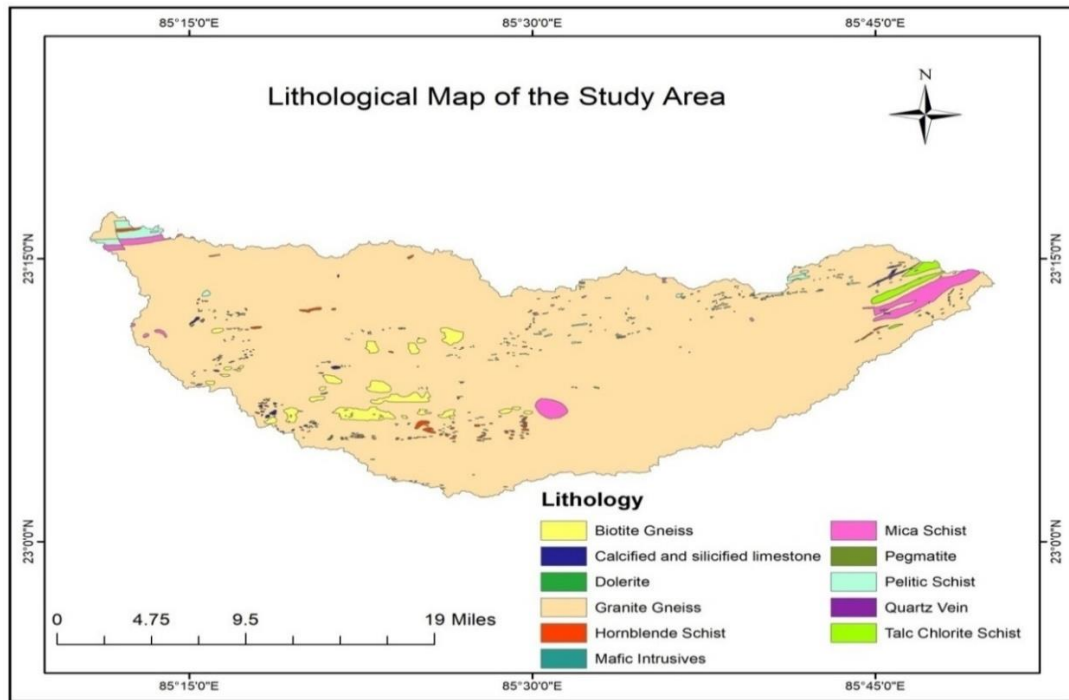 85°15'0"E 85°30'0"E 85°45'0"E
Lithological Map of the Study Area
N
23°15'0"N 23°15'0"N
Lithology
Biotite Gneiss
Calcified and silicified limestone
Dolerite
Granite Gneiss
Hornblende Schist
Mafic Intrusives
Mica Schist
Pegmatite
Pelitic Schist
Quartz Vein
Talc Chlorite Schist
23°0'0"N 23°0'0"N
0 4.75 9.5 19 Miles
85°15'0"E 85°30'0"E 85°45'0"E